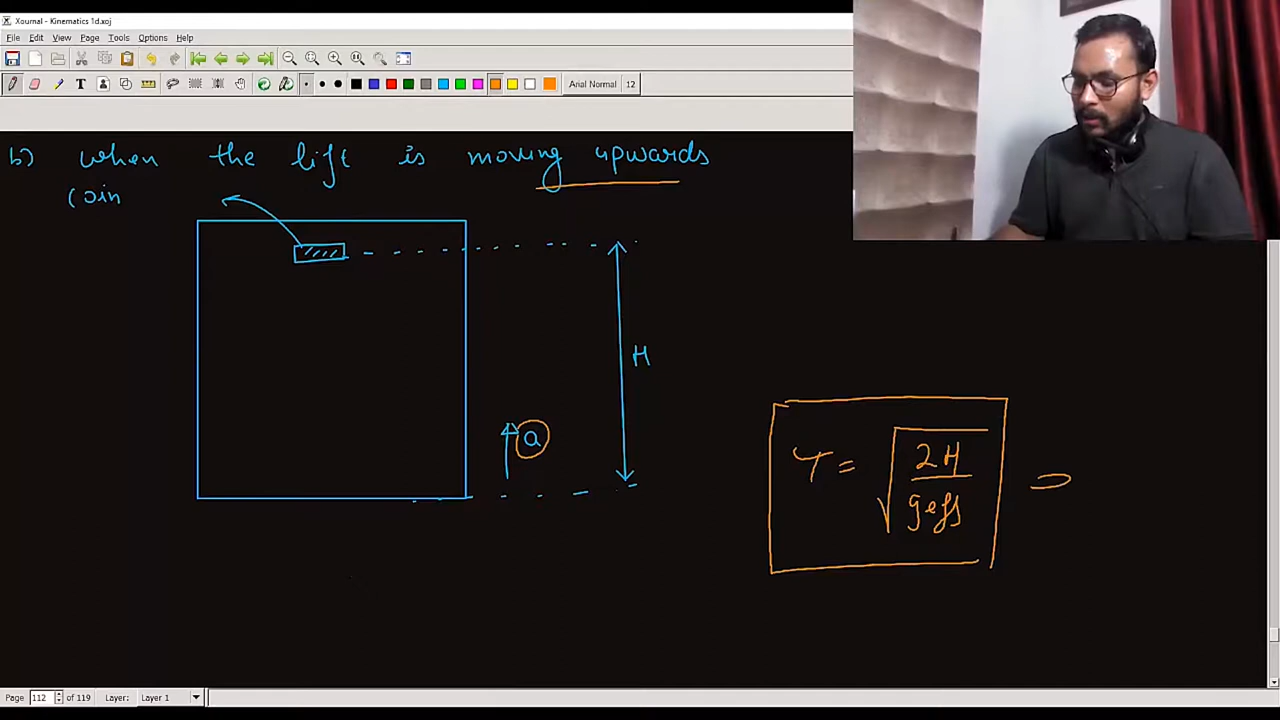 Xournal - Kinematics 1d.xoj
File Edit View Page Tools Options Help
T Arial Normal 12
b) when the lift is moving upwards
Coin
H
a
T = √2H/geff =
Page 112 of 119 Layer: Layer 1